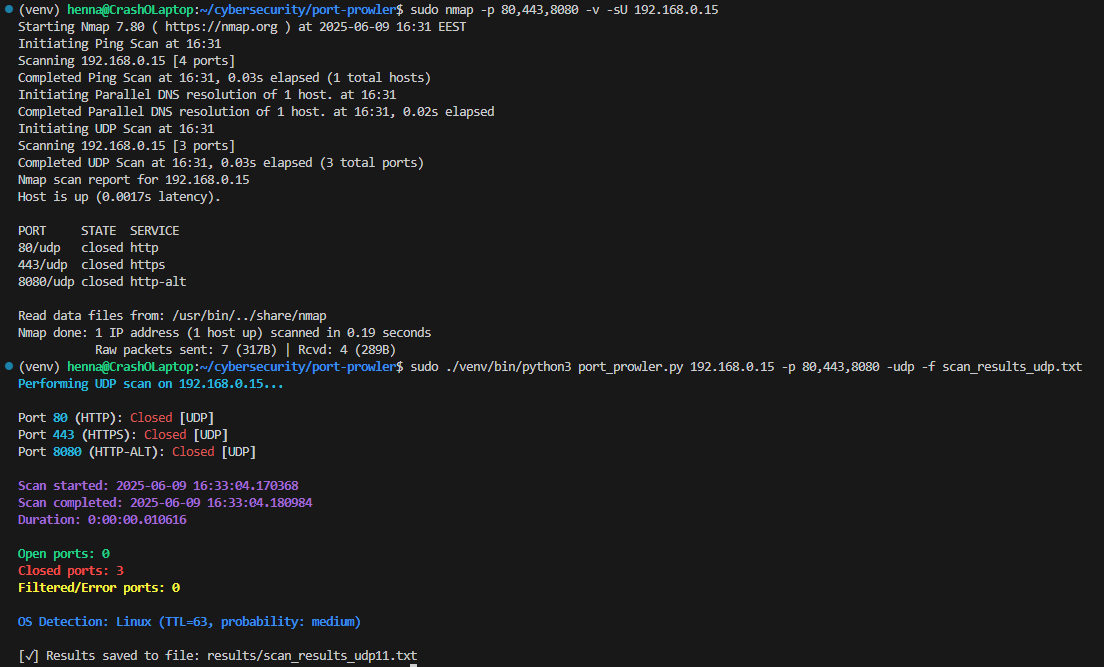 (venv) henna@CrashOLaptop:~/cybersecurity/port-prowler$ sudo nmap -p 80,443,8080 -v -sU 192.168.0.15
Starting Nmap 7.80 ( https://nmap.org ) at 2025-06-09 16:31 EEST
Initiating Ping Scan at 16:31
Scanning 192.168.0.15 [4 ports]
Completed Ping Scan at 16:31, 0.03s elapsed (1 total hosts)
Initiating Parallel DNS resolution of 1 host. at 16:31
Completed Parallel DNS resolution of 1 host. at 16:31, 0.02s elapsed
Initiating UDP Scan at 16:31
Scanning 192.168.0.15 [3 ports]
Completed UDP Scan at 16:31, 0.03s elapsed (3 total ports)
Nmap scan report for 192.168.0.15
Host is up (0.0017s latency).

PORT     STATE  SERVICE
80/udp   closed http
443/udp  closed https
8080/udp closed http-alt

Read data files from: /usr/bin/../share/nmap
Nmap done: 1 IP address (1 host up) scanned in 0.19 seconds
           Raw packets sent: 7 (317B) | Rcvd: 4 (289B)
(venv) henna@CrashOLaptop:~/cybersecurity/port-prowler$ sudo ./venv/bin/python3 port_prowler.py 192.168.0.15 -p 80,443,8080 -udp -f scan_results_udp.txt
Performing UDP scan on 192.168.0.15...

Port 80 (HTTP): Closed [UDP]
Port 443 (HTTPS): Closed [UDP]
Port 8080 (HTTP-ALT): Closed [UDP]

Scan started: 2025-06-09 16:33:04.170368
Scan completed: 2025-06-09 16:33:04.180984
Duration: 0:00:00.010616

Open ports: 0
Closed ports: 3
Filtered/Error ports: 0

OS Detection: Linux (TTL=63, probability: medium)

[✓] Results saved to file: results/scan_results_udp11.txt